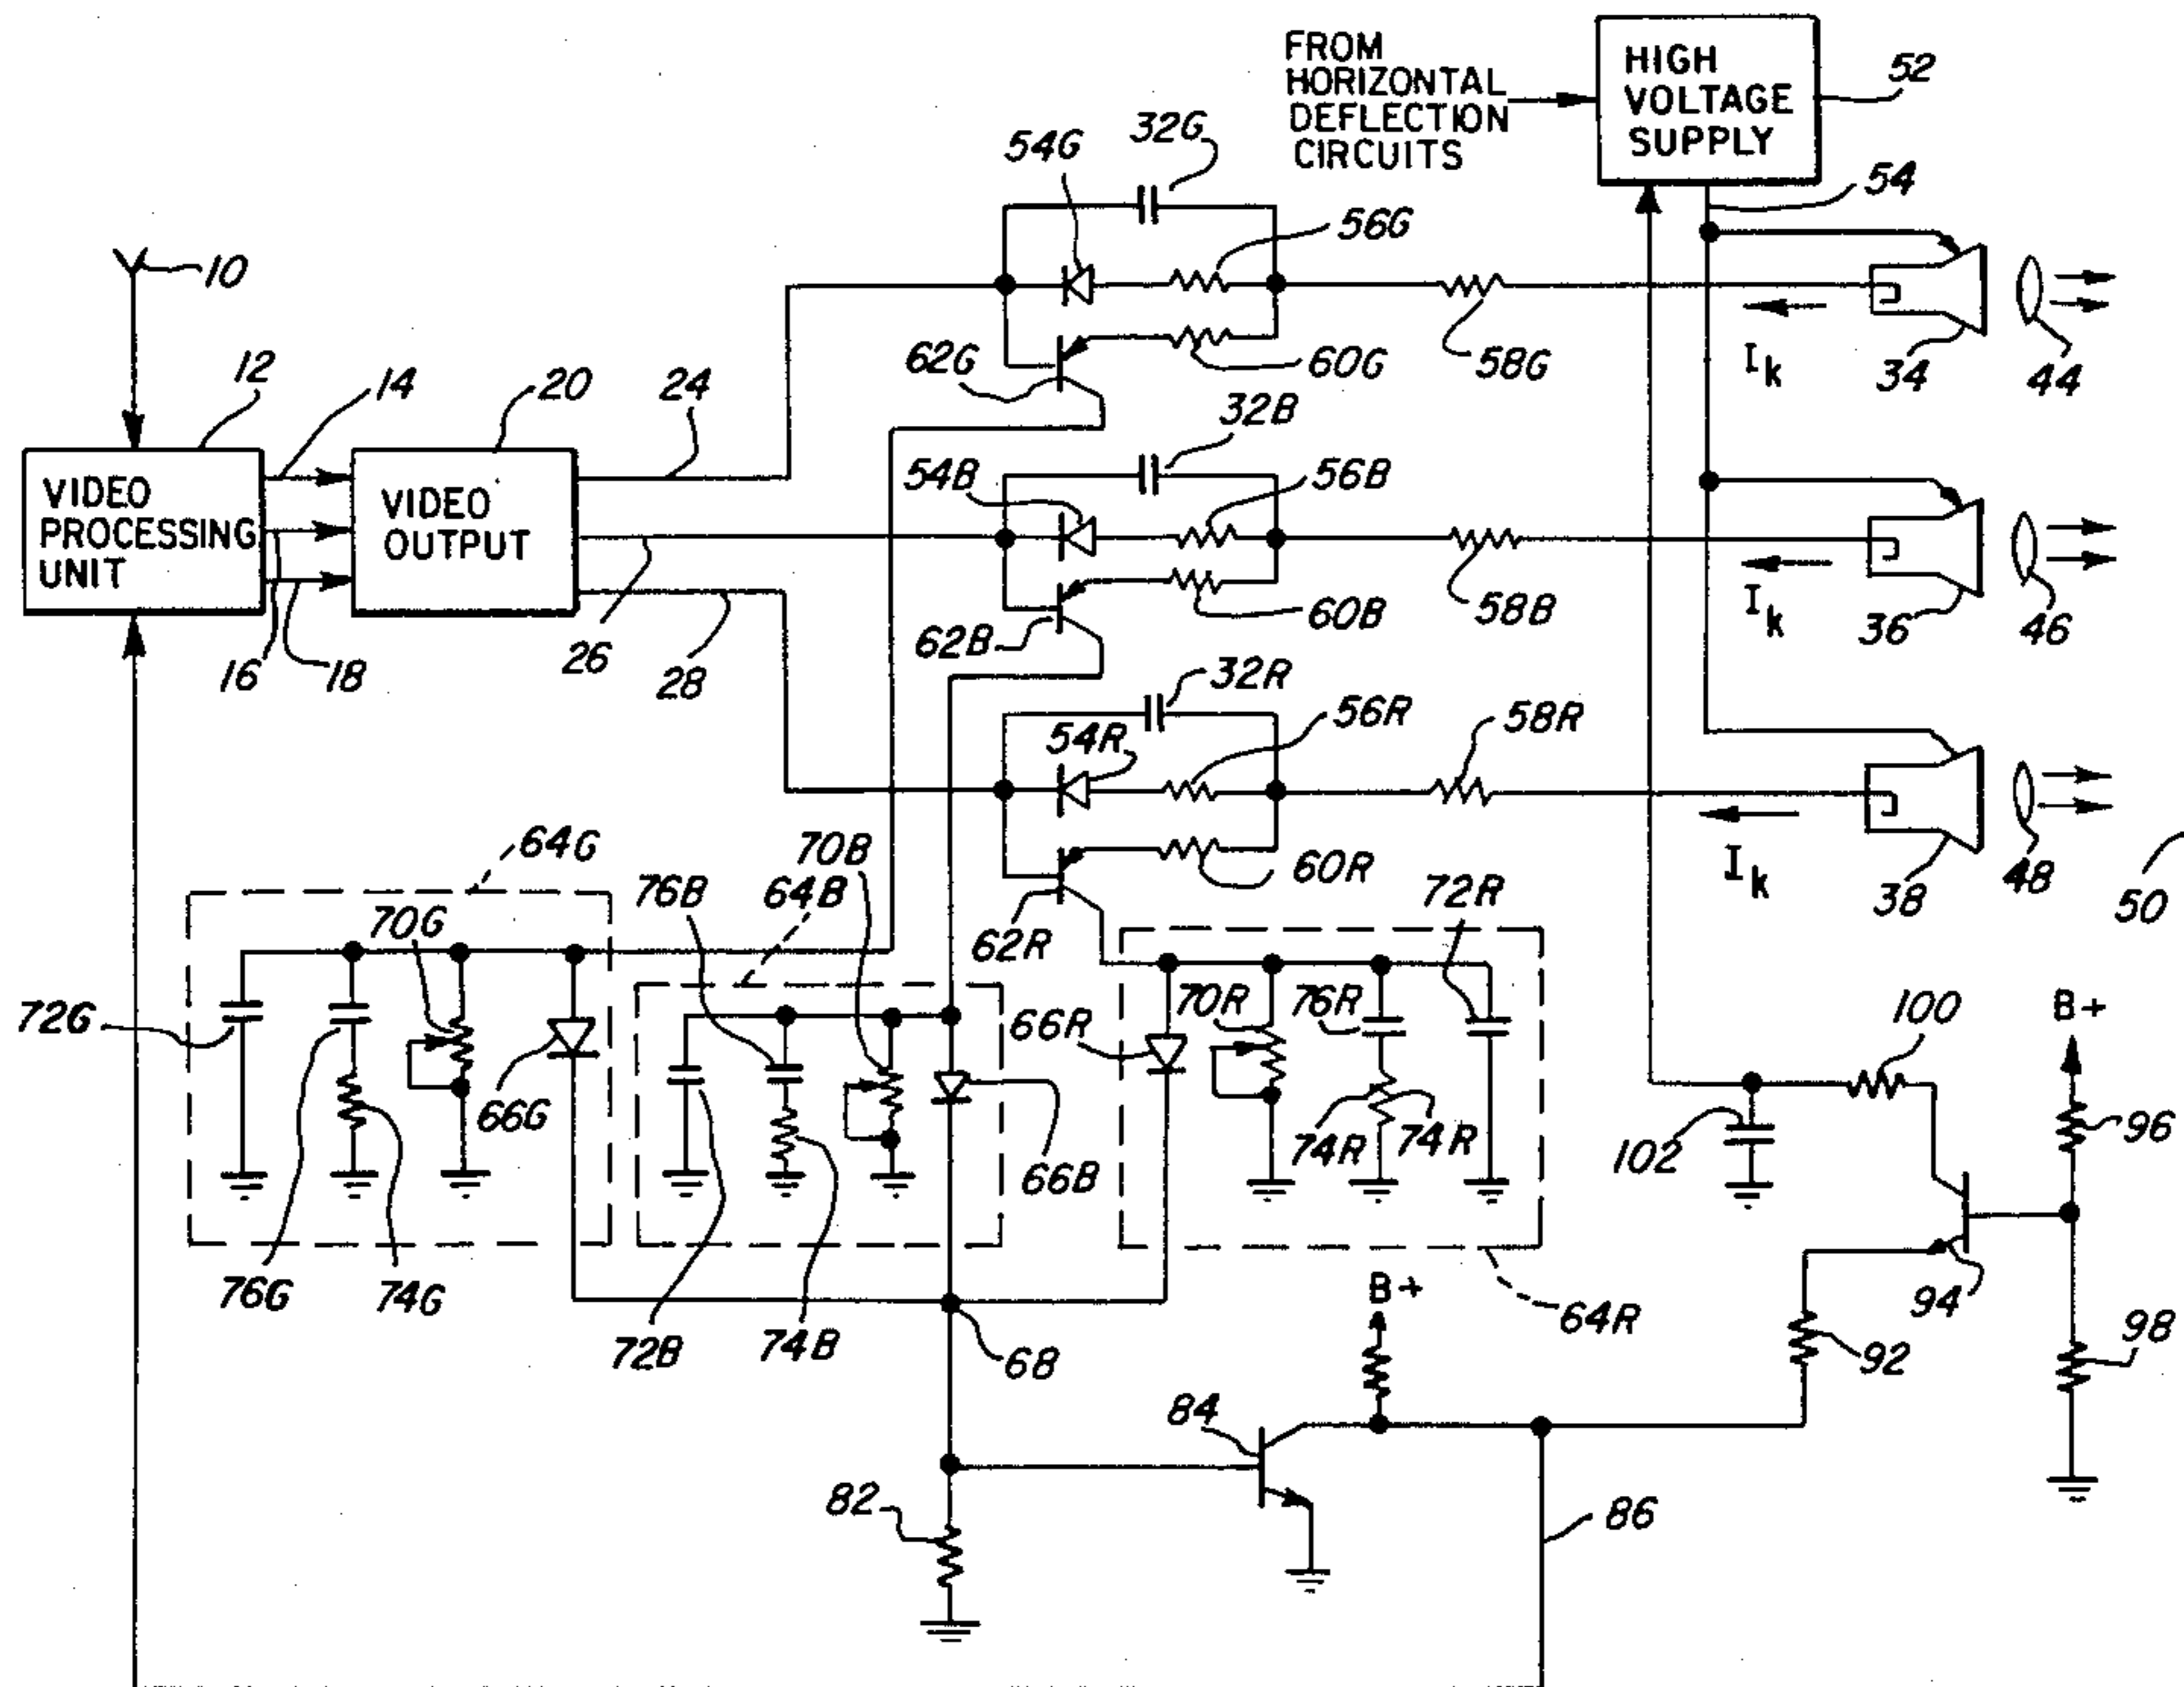 FROM
HORIZONTAL
DEFLECTION
CIRCUITS
HIGH
VOLTAGE
SUPPLY
52
54
32G
54G
56G
10
62G
60G
58G
Ik
34
44
12
14
20
24
32B
54B
56B
VIDEO
PROCESSING
UNIT
VIDEO
OUTPUT
16
18
26
28
62B
60B
58B
Ik
36
46
32R
54R
56R
58R
62R
60R
Ik
38
48
50
64G
70B
76B
64B
72R
70G
72G
66G
66R
70R
76R
100
B+
74R
74R
102
96
66B
76G
74G
72B
74B
68
B+
64R
94
92
98
84
82
86